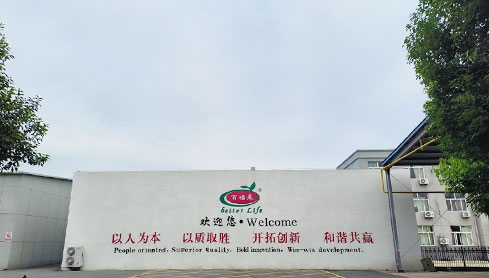 百福来®
Better Life
欢迎您·Welcome
以人为本 以质取胜 开拓创新 和谐共赢
People oriented. Superior Quality. Bold innovation. Win-win development.